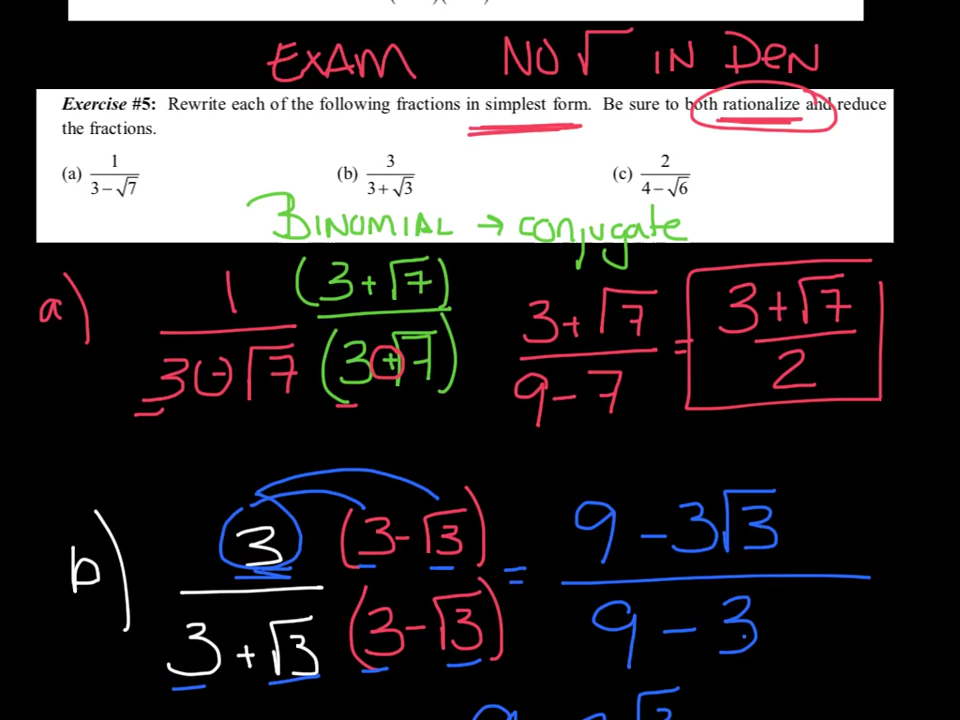 EXAM NO √ IN DEN
Exercise #5: Rewrite each of the following fractions in simplest form. Be sure to both rationalize and reduce
the fractions.
(a) 1/(3−√7) (b) 3/(3+√3) (c) 2/(4−√6)
BINOMIAL → conjugate
a) 1/(3−√7) (3+√7)/(3+√7) (3+√7)/(9−7) = (3+√7)/2
b) 3/(3+√3) (3−√3)/(3−√3) = (9−3√3)/(9−3)